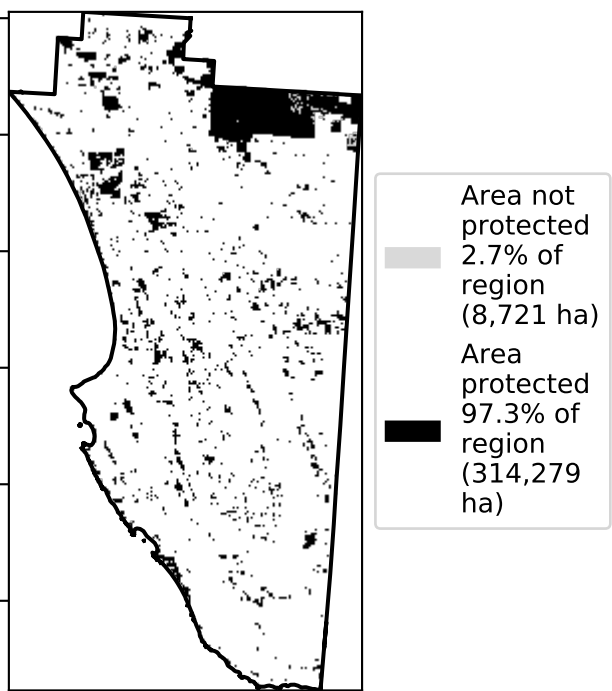 Area not
protected
2.7% of
region
(8,721 ha)
Area
protected
97.3% of
region
(314,279
ha)